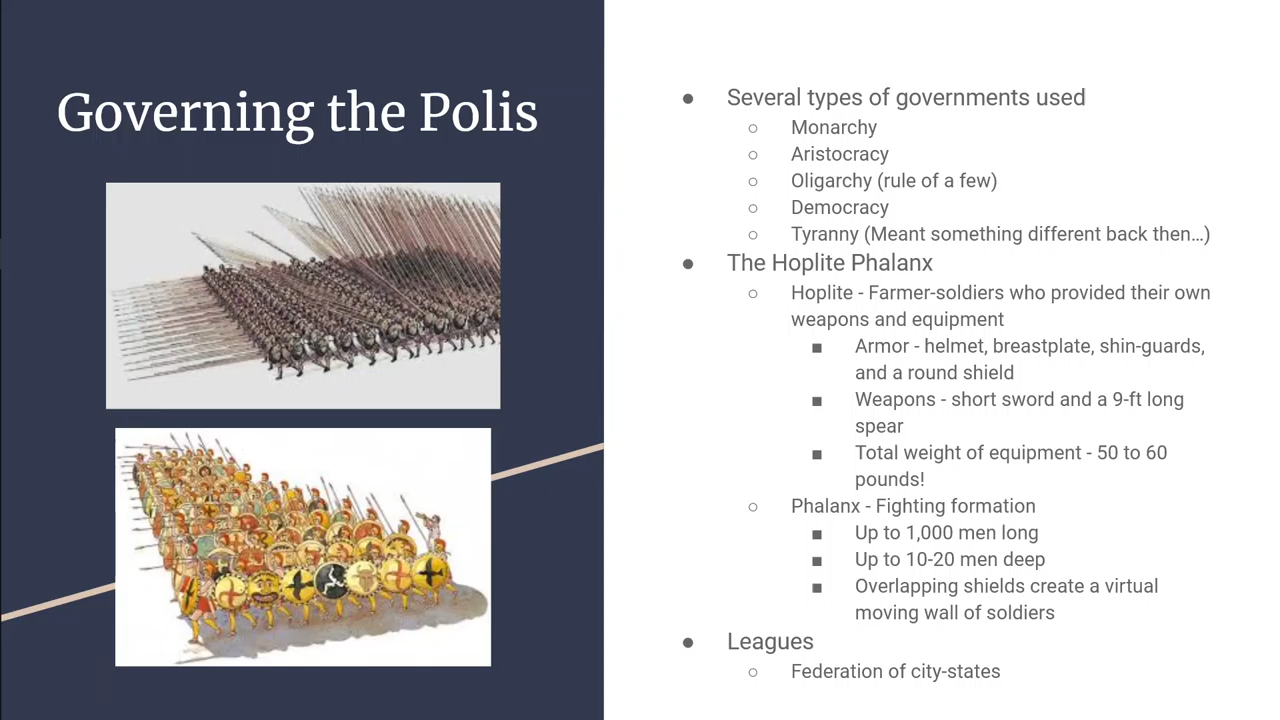 Governing the Polis
● Several types of governments used
○ Monarchy
○ Aristocracy
○ Oligarchy (rule of a few)
○ Democracy
○ Tyranny (Meant something different back then…)
● The Hoplite Phalanx
○ Hoplite - Farmer-soldiers who provided their own
weapons and equipment
■ Armor - helmet, breastplate, shin-guards,
and a round shield
■ Weapons - short sword and a 9-ft long
spear
■ Total weight of equipment - 50 to 60
pounds!
○ Phalanx - Fighting formation
■ Up to 1,000 men long
■ Up to 10-20 men deep
■ Overlapping shields create a virtual
moving wall of soldiers
● Leagues
○ Federation of city-states